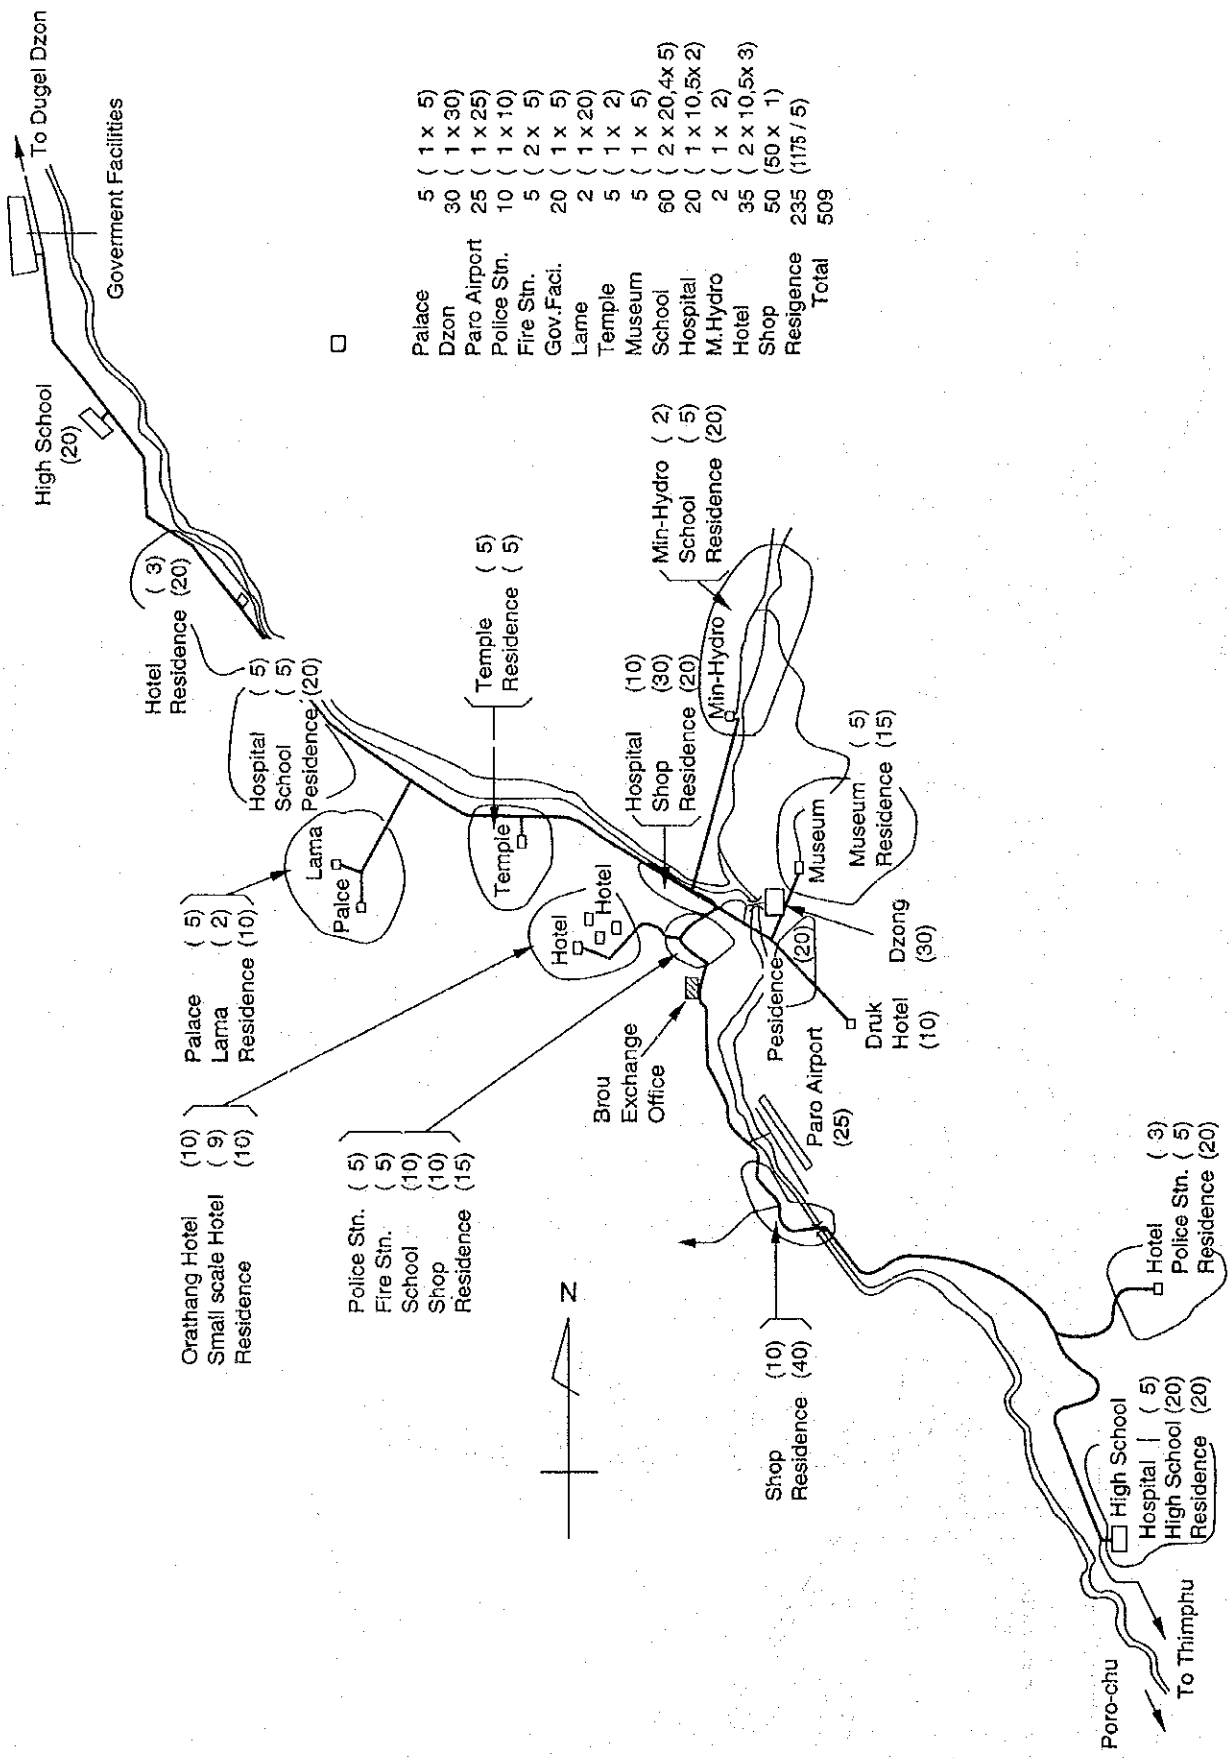 To Dugel Dzon
Goverment Facilities
High School
(20)
Hotel ( 3)
Residence (20)
Hospital ( 5)
School ( 5)
Pesidence (20)
Palace ( 5)
Lama ( 2)
Residence (10)
Lama
Palce
Orathang Hotel (10)
Small scale Hotel ( 9)
Residence (10)
Hotel
Hotel
Temple ( 5)
Residence ( 5)
Temple
Police Stn. ( 5)
Fire Stn. ( 5)
School (10)
Shop (10)
Residence (15)
Hospital (10)
Shop (30)
Residence (20)
Min-Hydro ( 2)
School ( 5)
Residence (20)
Min-Hydro
Brou
Exchange
Office
Museum
Museum ( 5)
Residence (15)
Pesidence
(20)
Dzong
(30)
Druk
Hotel
(10)
Paro Airport
(25)
N
Shop (10)
Residence (40)
Hotel ( 3)
Police Stn. ( 5)
Residence (20)
High School
Hospital ( 5)
High School (20)
Residence (20)
Poro-chu
To Thimphu
Palace 5 ( 1 x 5)
Dzon 30 ( 1 x 30)
Paro Airport 25 ( 1 x 25)
Police Stn. 10 ( 1 x 10)
Fire Stn. 5 ( 2 x 5)
Gov.Faci. 20 ( 1 x 5)
Lame 2 ( 1 x 20)
Temple 5 ( 1 x 2)
Museum 5 ( 1 x 5)
School 60 ( 2 x 20,4x 5)
Hospital 20 ( 1 x 10,5x 2)
M.Hydro 2 ( 1 x 2)
Hotel 35 ( 2 x 10,5x 3)
Shop 50 (50 x 1)
Resigence 235 (1175 / 5)
Total 509